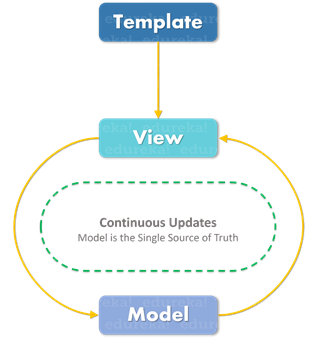 Template
View
Continuous Updates
Model is the Single Source of Truth
Model